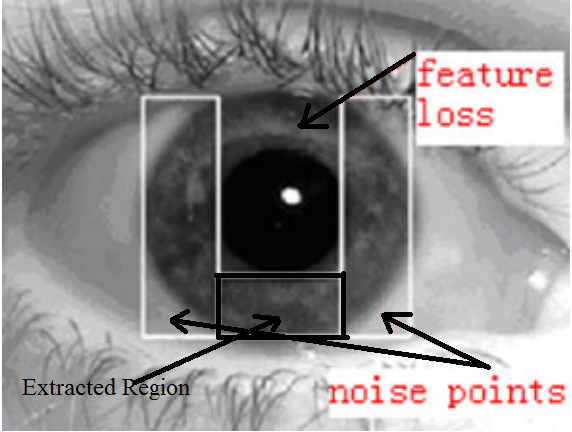 feature
loss
Extracted Region
noise points